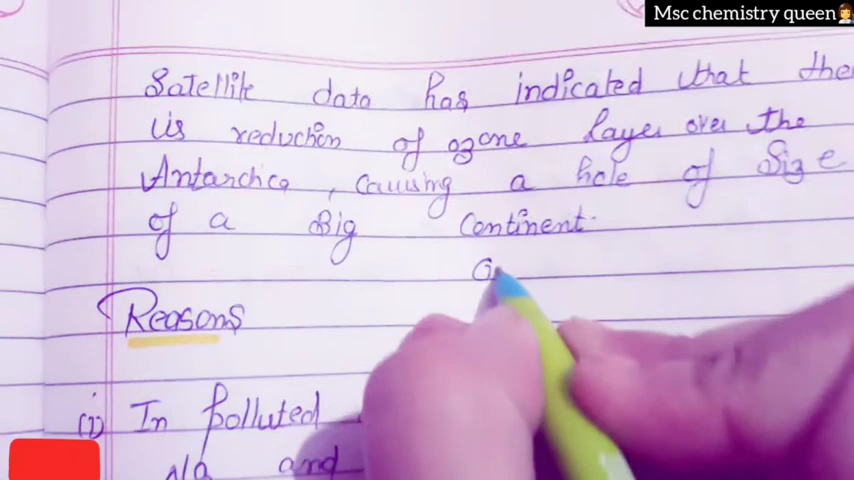 Msc chemistry queen👩‍🔬
Satellite data has indicated that the
is reduction of ozone layer over the
Antarctica, causing a hole of size
of a Big continent.
Reasons
(i) In polluted
and